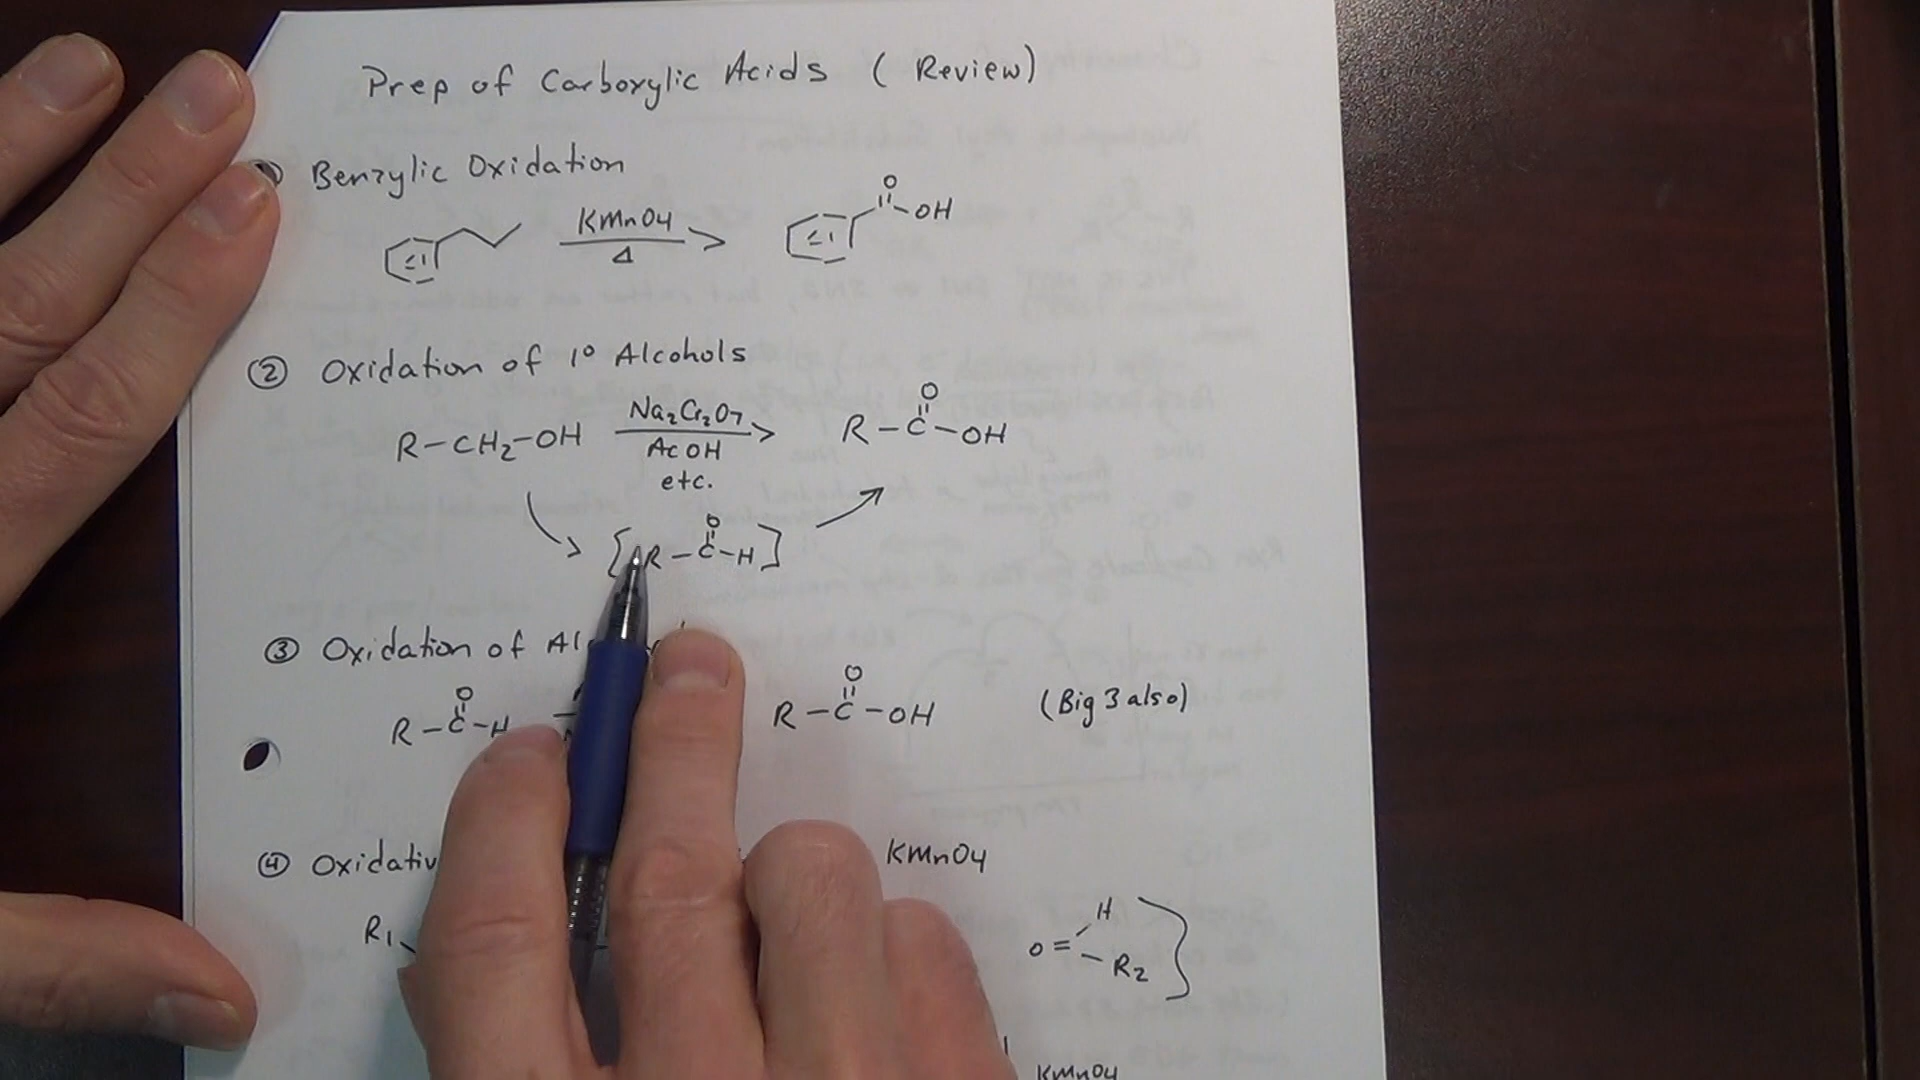 Prep of Carboxylic Acids (Review)
Benzylic Oxidation
KMnO4
Δ
O
OH
② Oxidation of 1° Alcohols
R-CH2-OH Na2Cr2O7 R-C-OH
O
AcOH
etc.
O
[R-C-H]
③ Oxidation of
O O
R-C-H R-C-OH (Big 3 also)
④ KMnO4
R1 O= H
R2
KMnO4